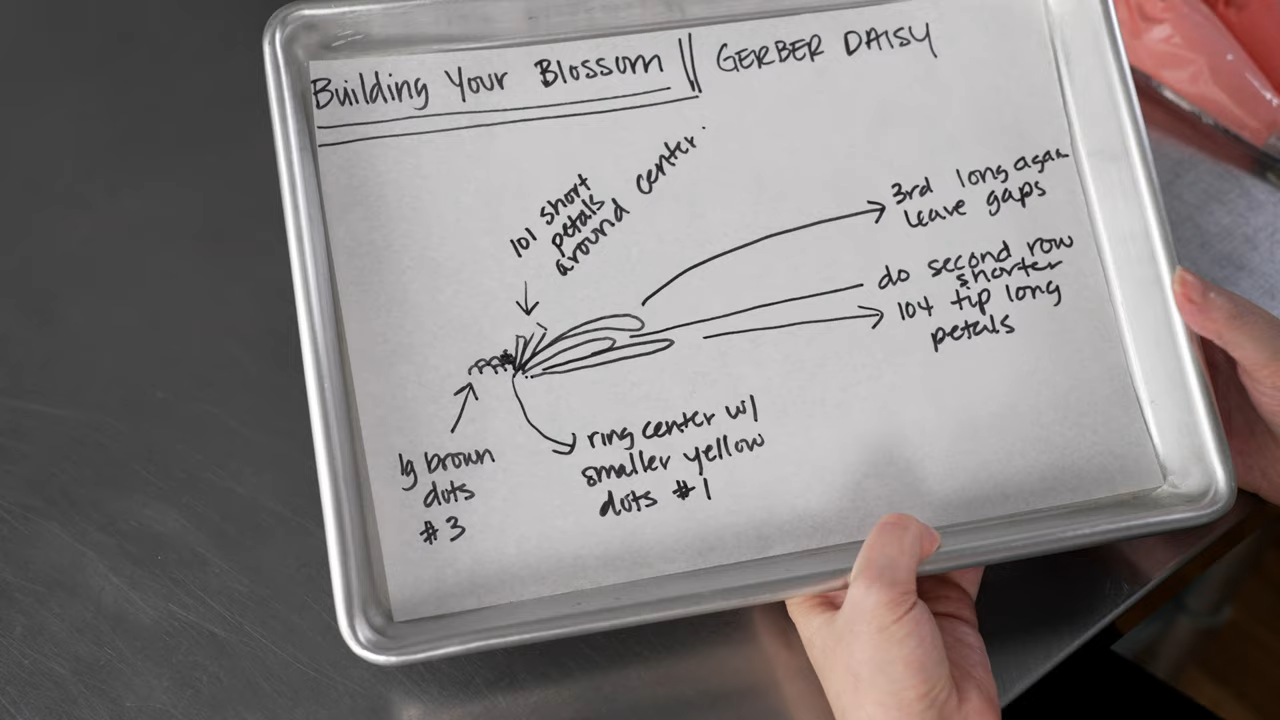 Building Your Blossom || GERBER DAISY
101 short
petals
around center.
3rd long again
leave gaps
do second row
shorter
104 tip long
petals
lg brown
dots
#3
ring center w/
smaller yellow
dots #1